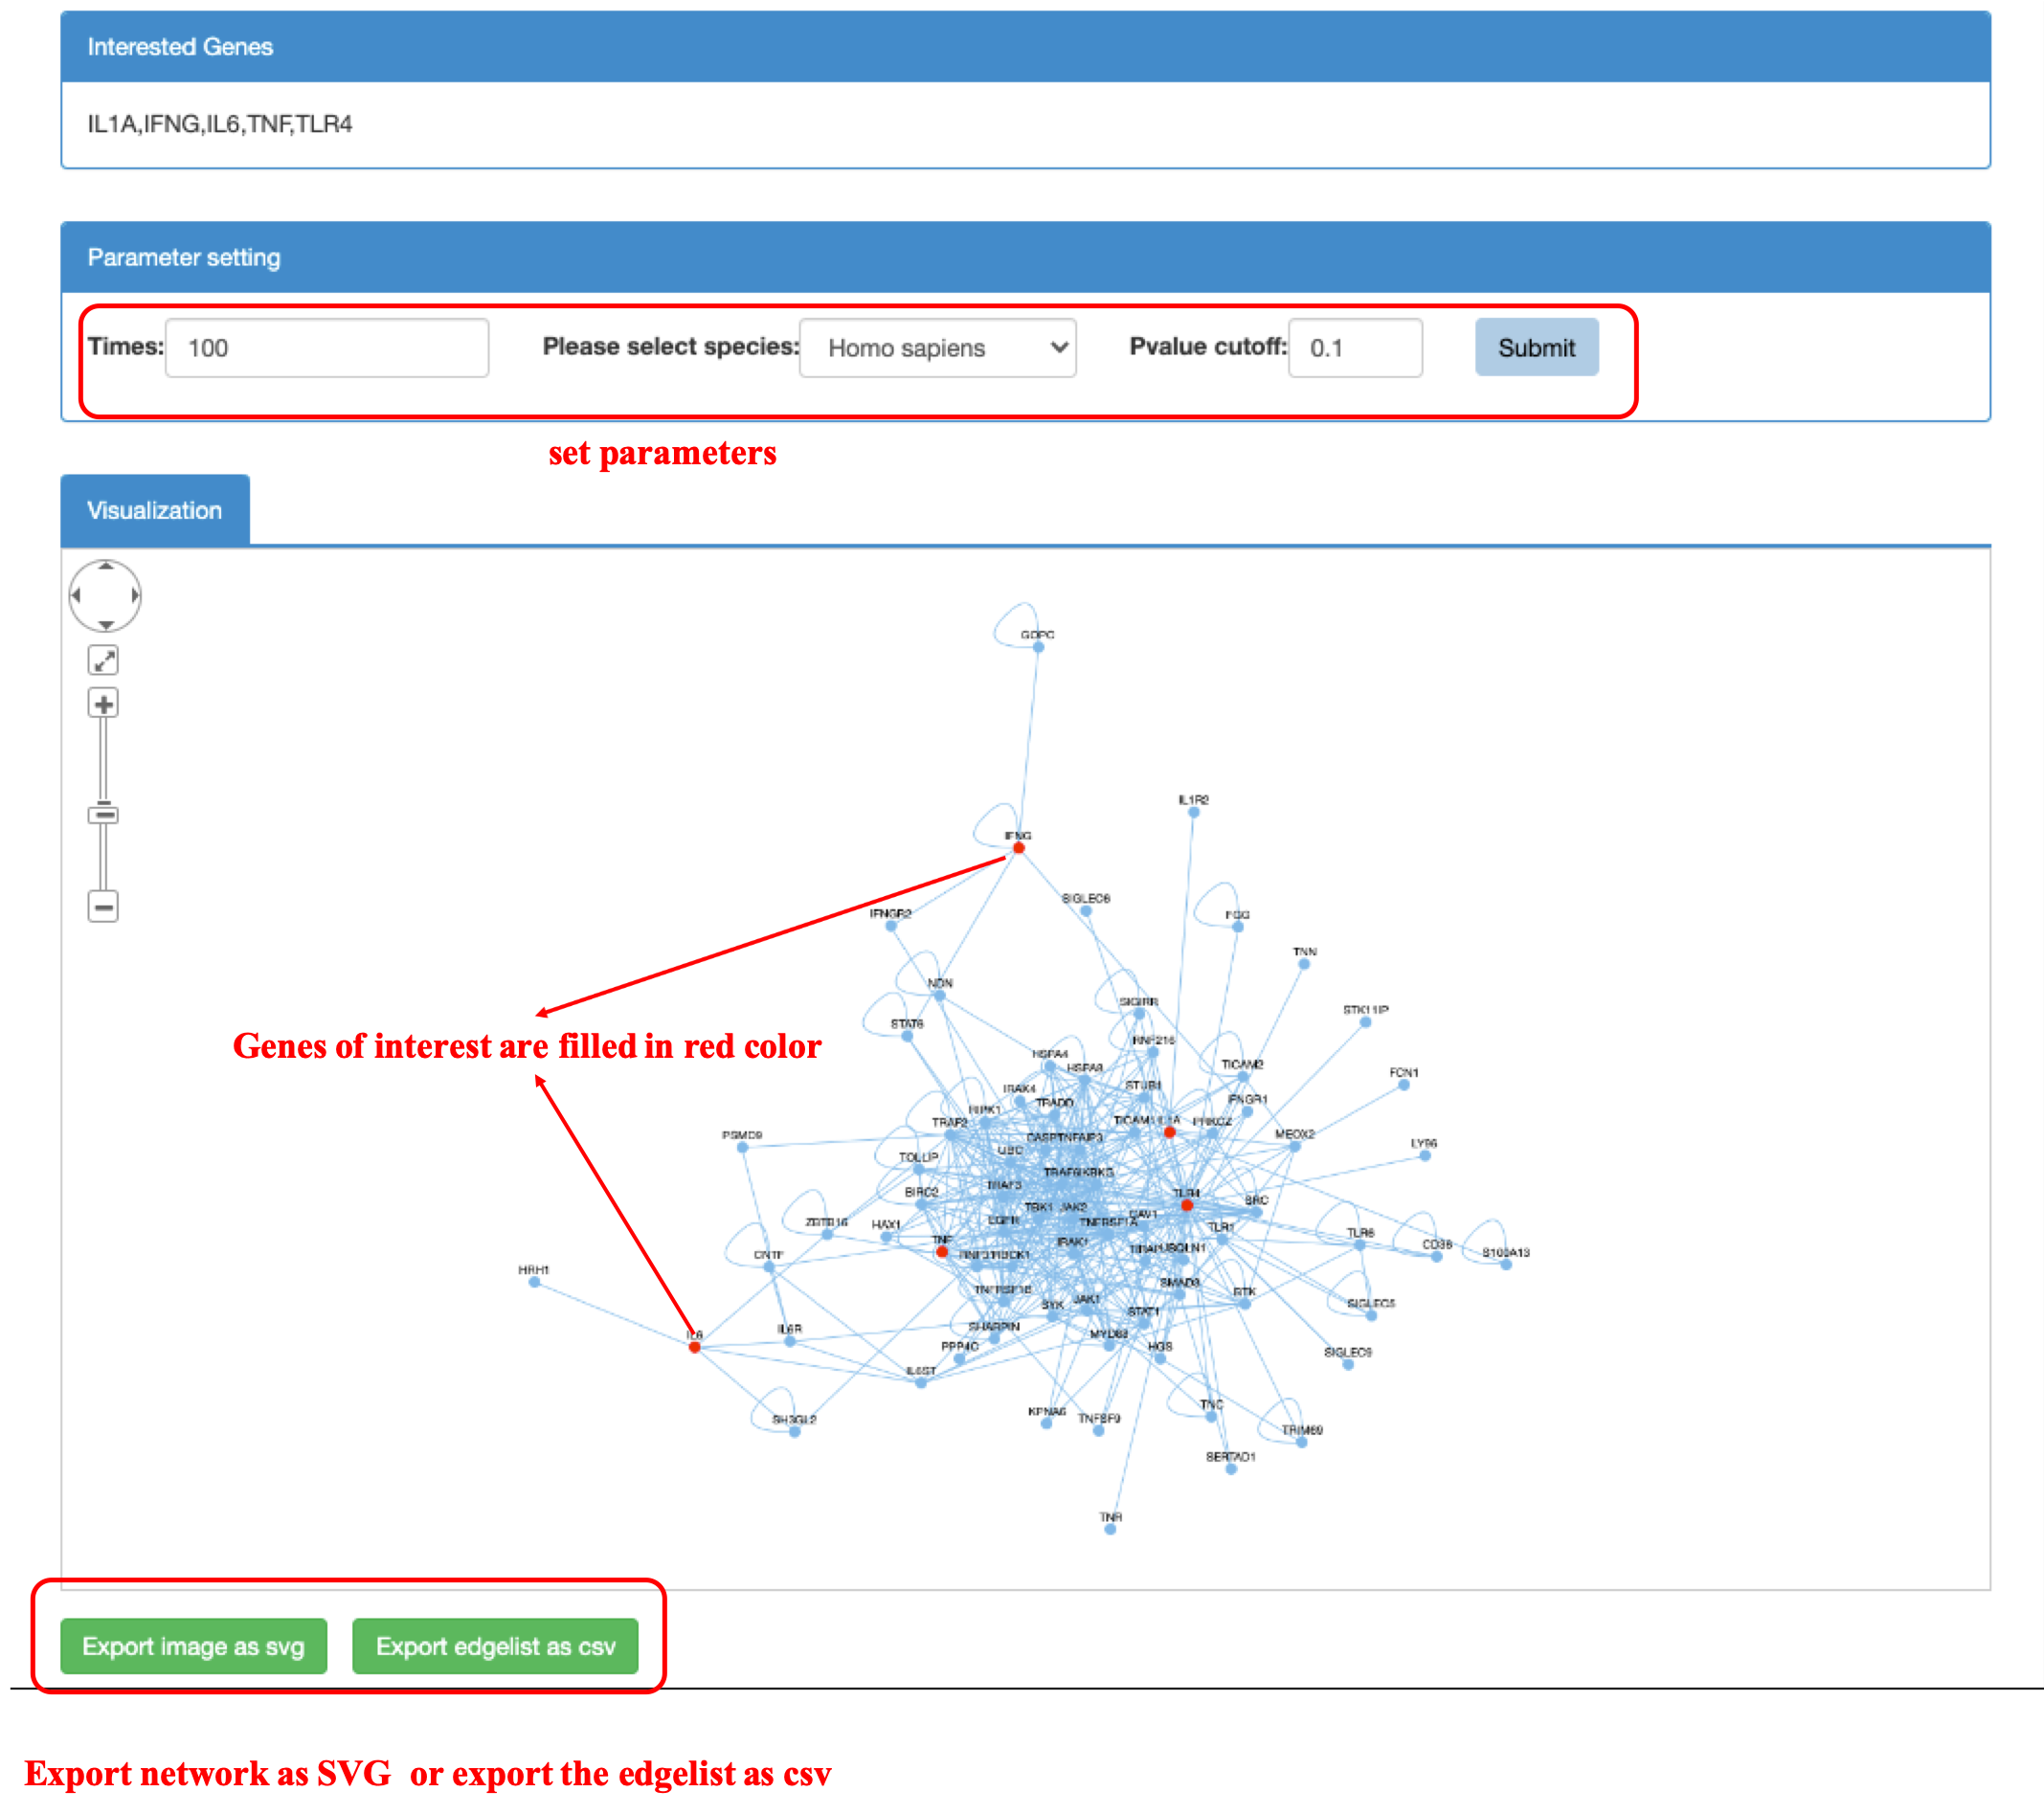 Interested Genes
IL1A,IFNG,IL6,TNF,TLR4
Parameter setting
Times: 100 Please select species: Homo sapiens Pvalue cutoff: 0.1 Submit
set parameters
Visualization
GOPC
IL1R2
IFNG
SIGLEC6
IFNGR2
FGG
TNN
NDN
SIGIRR
STK11IP
STAT6
RNF216
HSPA4
TICAM2
HSPA8
Genes of interest are filled in red color
FCN1
STUB1
IRAK4
IFNGR1
TRADD
RIPK1
TICAM1 IL1A PRKCZ
TRAF2
PSMD9
MEOX2
TNFAIP3
LY96
UBC
TOLLIP
TRAF6 IKBKG
TRAF3
BIRC2
TLR4
SRC
TBK1 JAK2
CAV1
EGFR
TNFRSF1A
ZBTB16
HAX1
TLR1
TLR6
TNF
IRAK1
CD36
UBQLN1
S100A13
CNTF
HRH1
SMAD3
TNFRSF1B
BTK
JAK1
SYK
SIGLEC5
STAT1
SHARPIN
IL6R
IL6
MYD88
PPP4C
HGS
SIGLEC9
IL6ST
TNC
KPNA6
TNFSF9
SH3GL2
TRIM69
SERTAD1
TNR
Export image as svg Export edgelist as csv
Export network as SVG or export the edgelist as csv